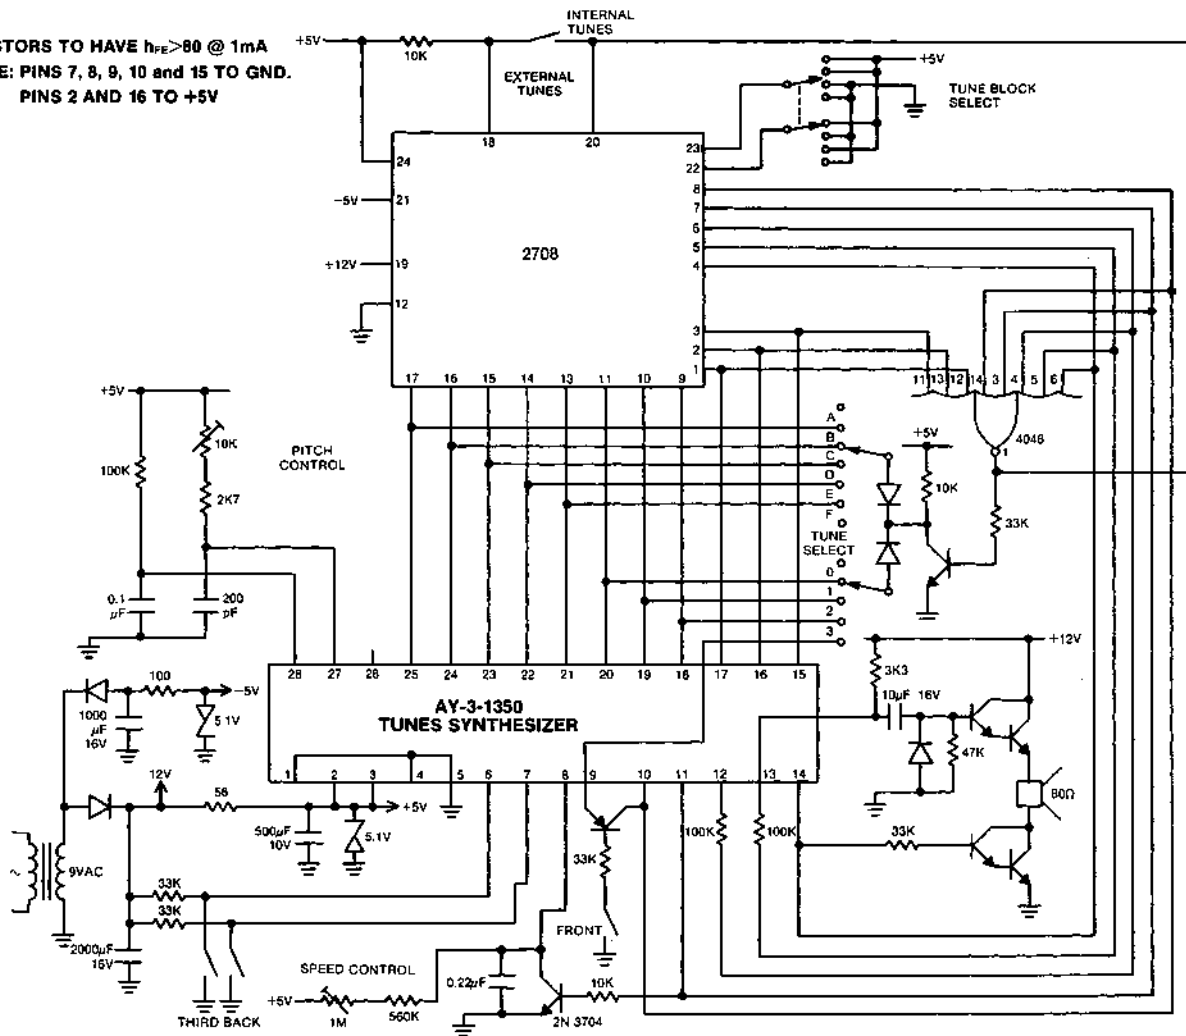 STORS TO HAVE hFE>80 @ 1mA
E: PINS 7, 8, 9, 10 and 15 TO GND.
PINS 2 AND 16 TO +5V
+5V
10K
INTERNAL
TUNES
EXTERNAL
TUNES
+5V
TUNE BLOCK
SELECT
18
20
24
21
19
12
-5V
+12V
2708
23
22
8
7
6
5
4
3
2
1
17
16
15
14
13
11
10
9
11
13
12
14
3
4
5
6
4046
1
+5V
10K
2K7
100K
PITCH
CONTROL
0.1
µF
200
pF
A
B
C
D
E
F
TUNE
SELECT
0
1
2
3
+5V
10K
33K
28
27
26
25
24
23
22
21
20
19
18
17
16
15
AY-3-1350
TUNES SYNTHESIZER
1
2
3
4
5
6
7
8
9
10
11
12
13
14
100
-5V
1000
µF
16V
5.1V
12V
56
+5V
500µF
10V
5.1V
9VAC
~
33K
33K
2000µF
16V
THIRD BACK
SPEED CONTROL
+5V
1M
560K
0.22µF
2N 3704
10K
FRONT
33K
100K
100K
+12V
3K3
10µF 16V
47K
80Ω
33K